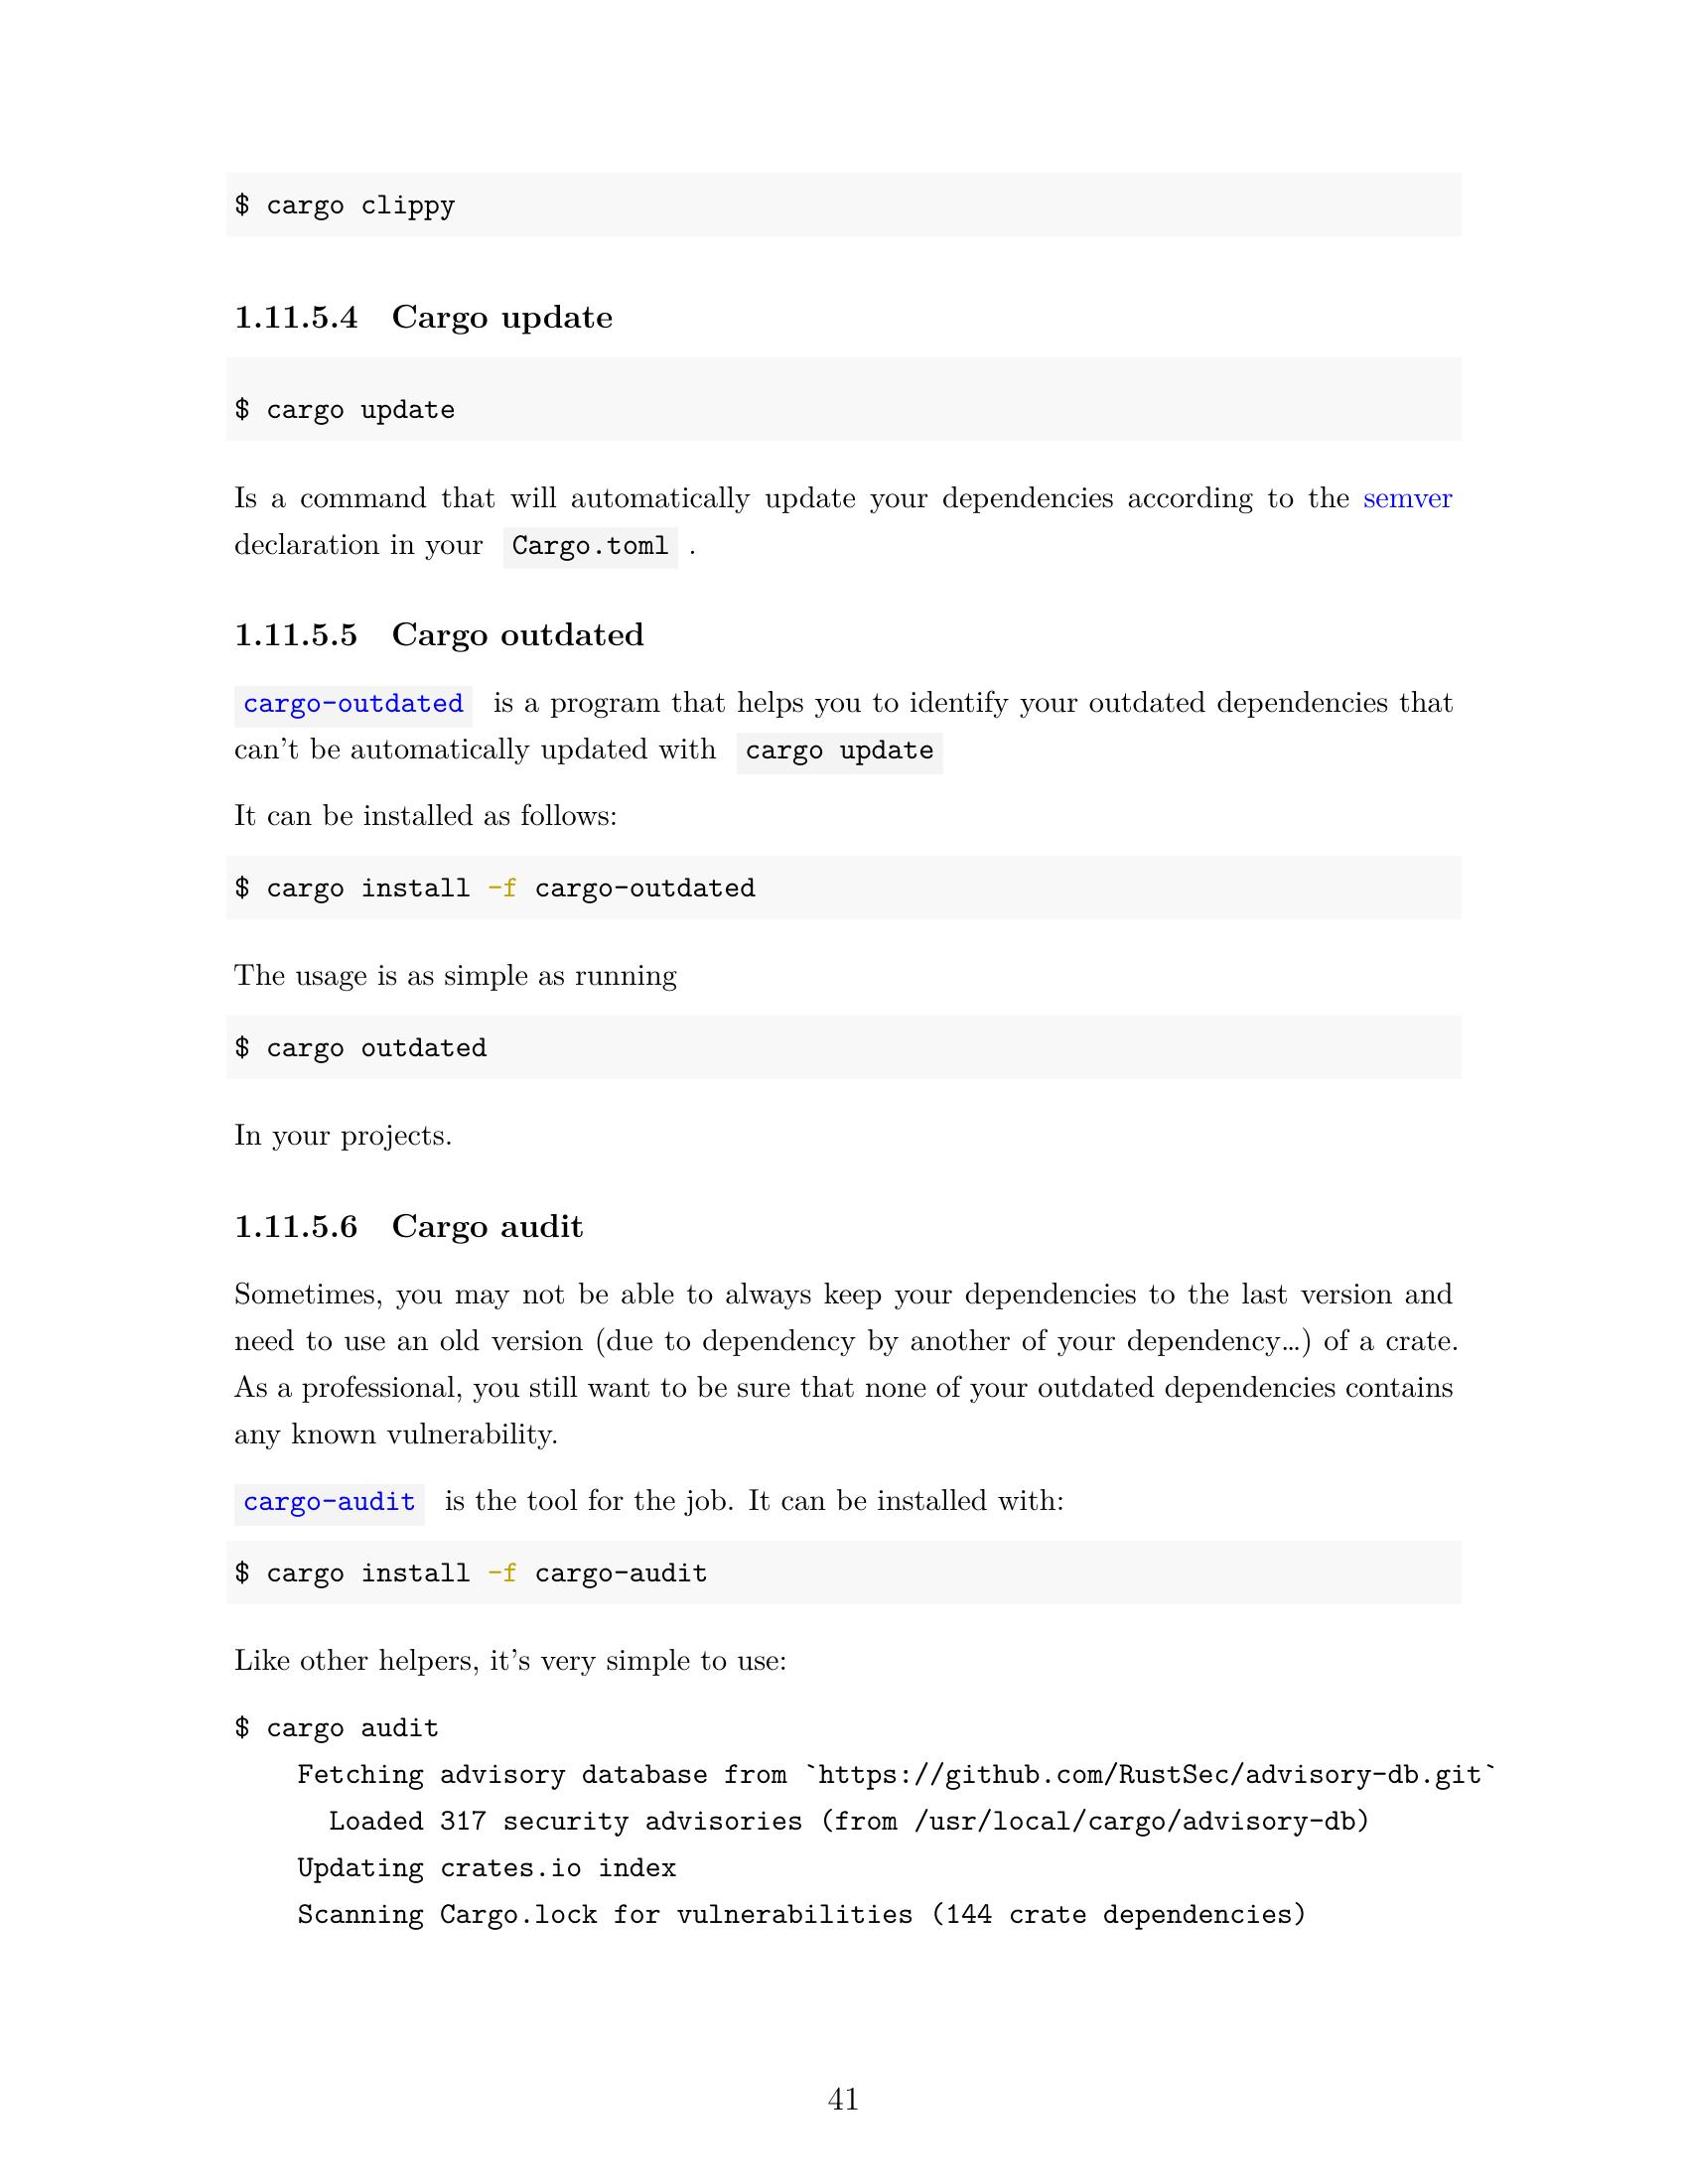 $ cargo clippy
1.11.5.4 Cargo update
$ cargo update
Is a command that will automatically update your dependencies according to the semver
declaration in your Cargo.toml .
1.11.5.5 Cargo outdated
cargo-outdated is a program that helps you to identify your outdated dependencies that
can't be automatically updated with cargo update
It can be installed as follows:
$ cargo install -f cargo-outdated
The usage is as simple as running
$ cargo outdated
In your projects.
1.11.5.6 Cargo audit
Sometimes, you may not be able to always keep your dependencies to the last version and
need to use an old version (due to dependency by another of your dependency…) of a crate.
As a professional, you still want to be sure that none of your outdated dependencies contains
any known vulnerability.
cargo-audit is the tool for the job. It can be installed with:
$ cargo install -f cargo-audit
Like other helpers, it's very simple to use:
$ cargo audit
    Fetching advisory database from `https://github.com/RustSec/advisory-db.git`
      Loaded 317 security advisories (from /usr/local/cargo/advisory-db)
    Updating crates.io index
    Scanning Cargo.lock for vulnerabilities (144 crate dependencies)
41